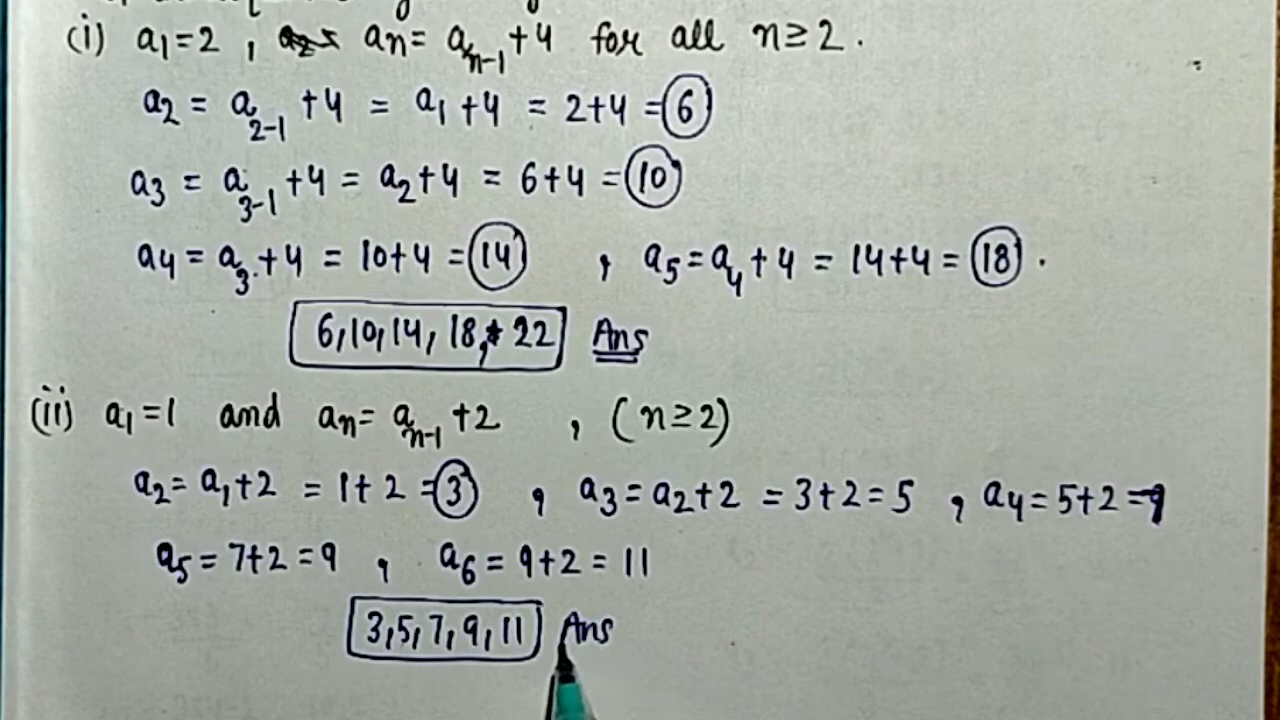 (i) a₁=2 , aₙ= aₙ₋₁+4 for all n≥2.
a₂ = a₂₋₁ +4 = a₁+4 = 2+4 = 6
a₃ = a₃₋₁ +4 = a₂+4 = 6+4 = 10
a₄ = a₃+4 = 10+4 = 14 , a₅ = a₄+4 = 14+4 = 18 .
6,10,14, 18, 22 Ans
(ii) a₁=1 and aₙ= aₙ₋₁ +2 , (n≥2)
a₂= a₁+2 = 1+2 = 3 , a₃ = a₂+2 = 3+2 = 5 , a₄ = 5+2 = 7
a₅ = 7+2 = 9 , a₆ = 9+2 = 11
3,5,7,9,11 Ans